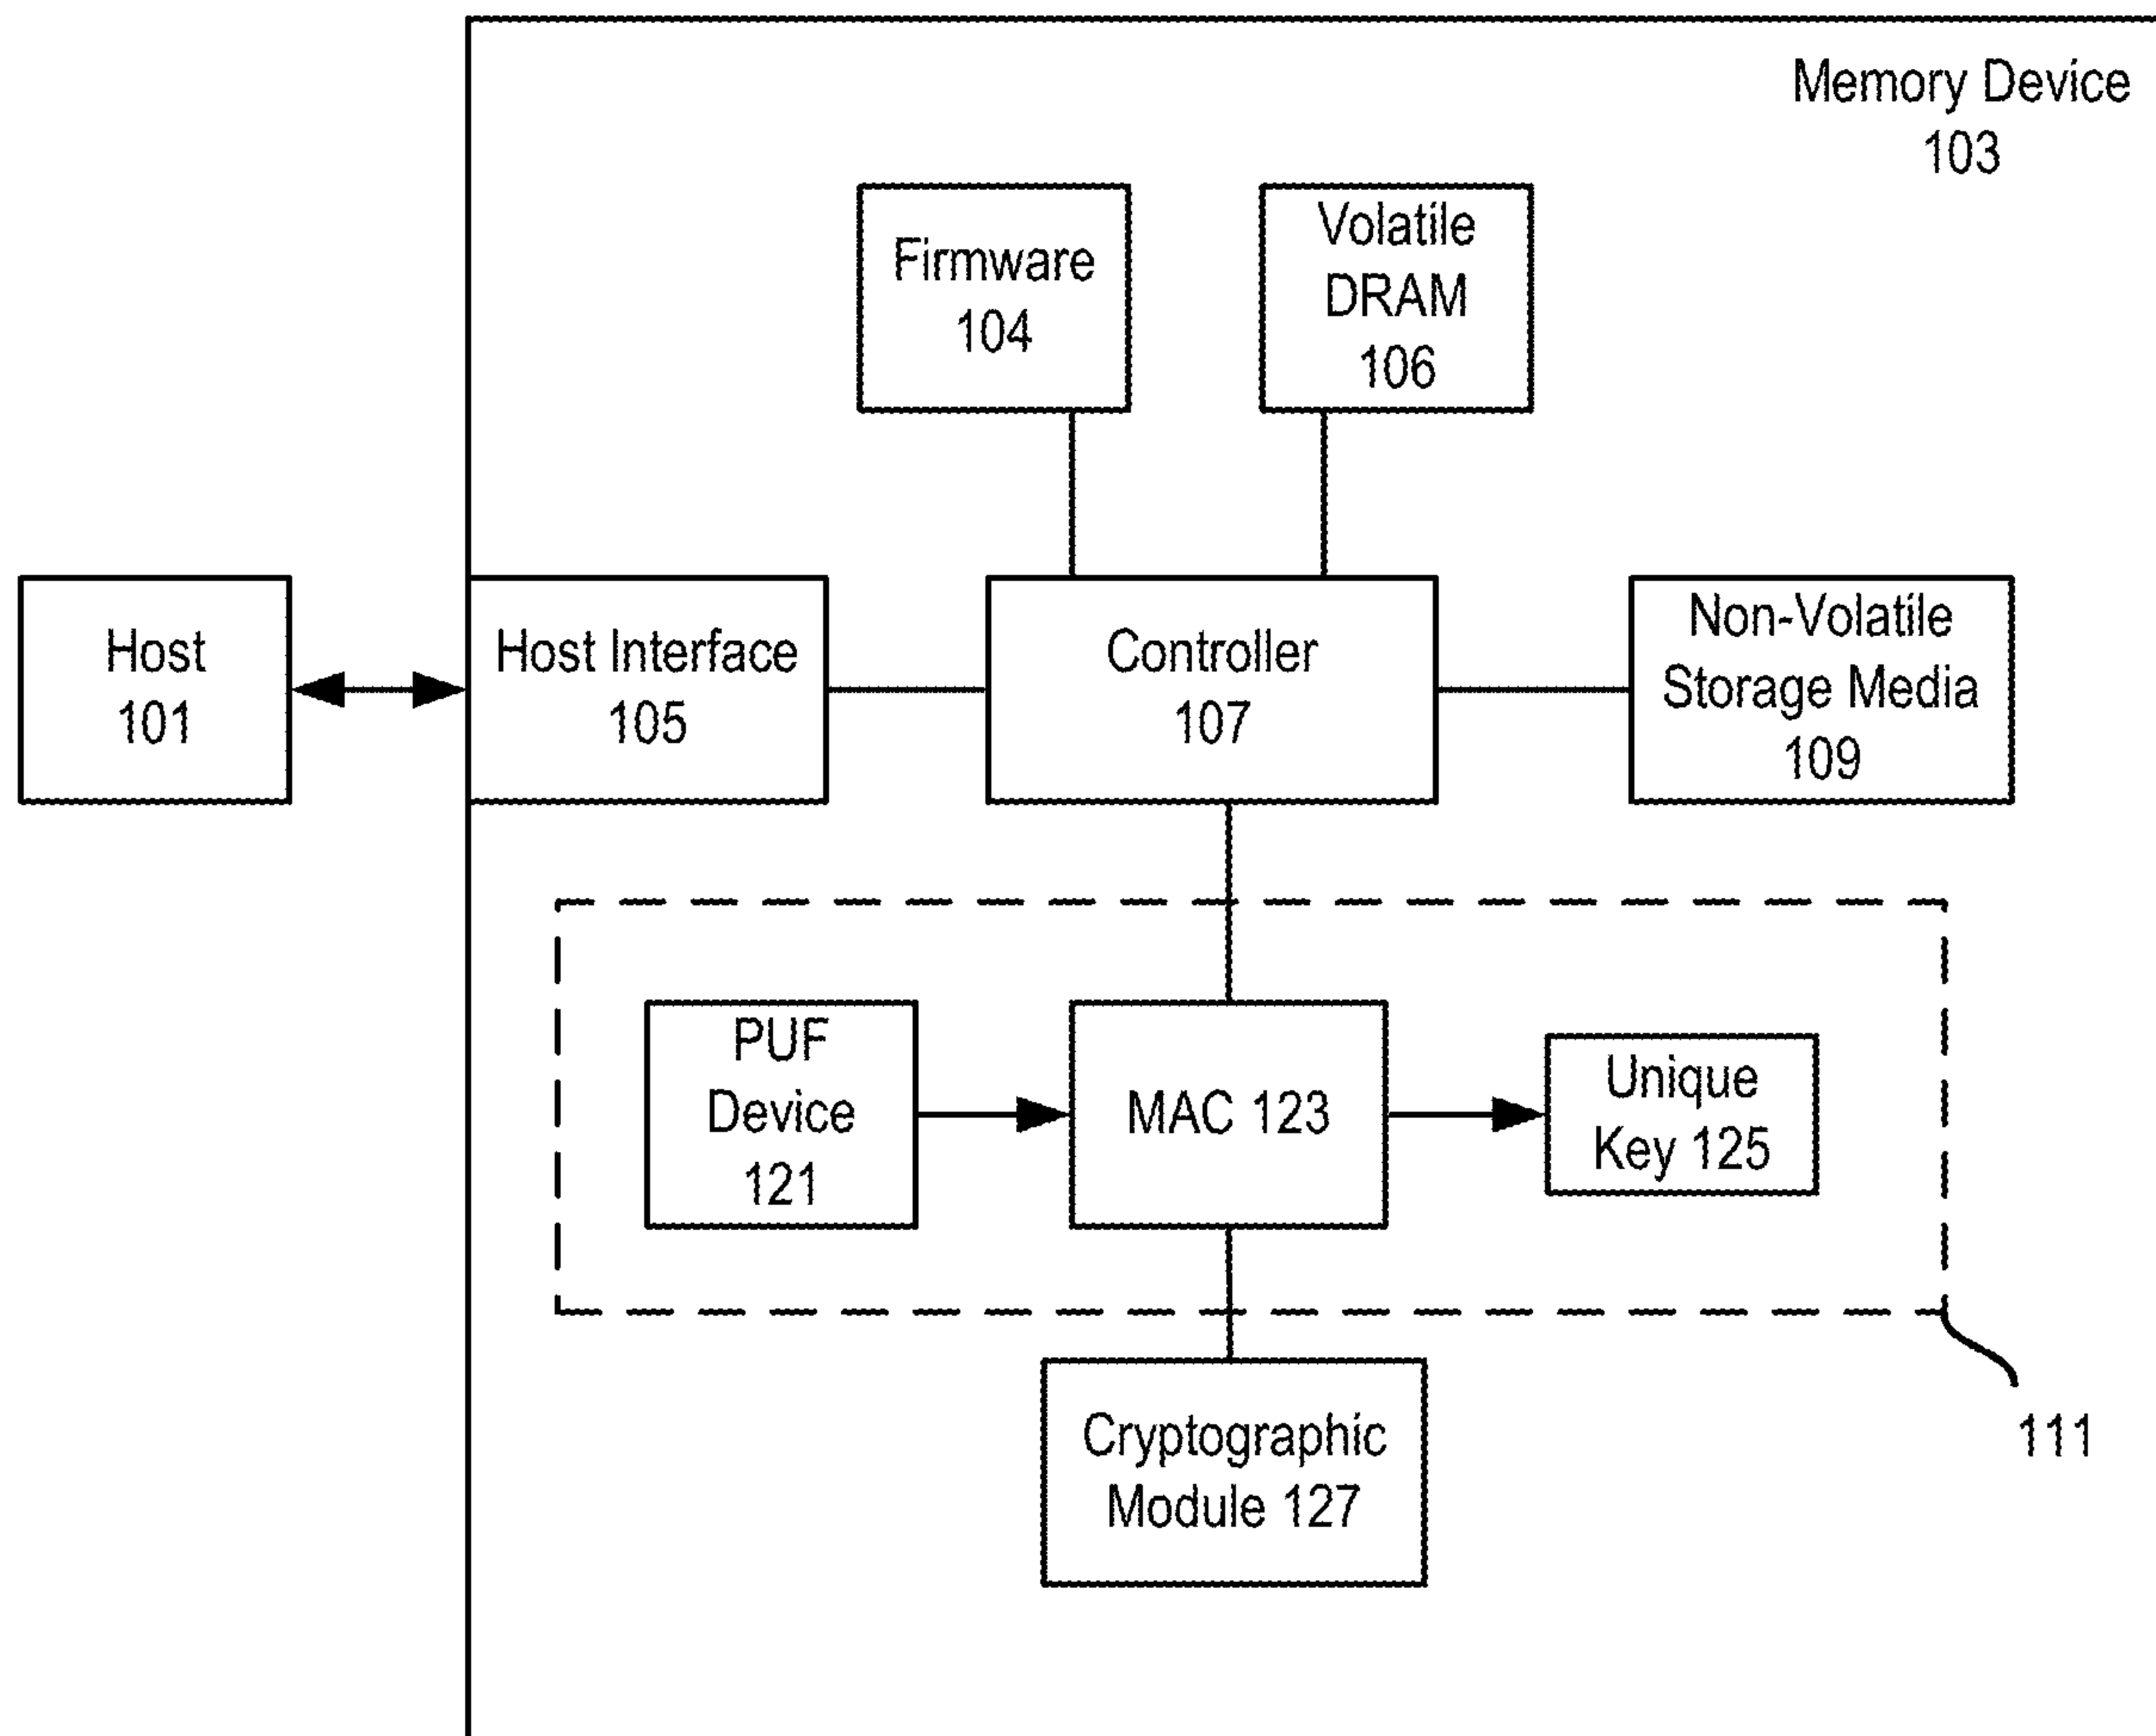 Memory Device
103
Firmware
104
Volatile
DRAM
106
Host
101
Host Interface
105
Controller
107
Non-Volatile
Storage Media
109
PUF
Device
121
MAC 123
Unique
Key 125
Cryptographic
Module 127
111